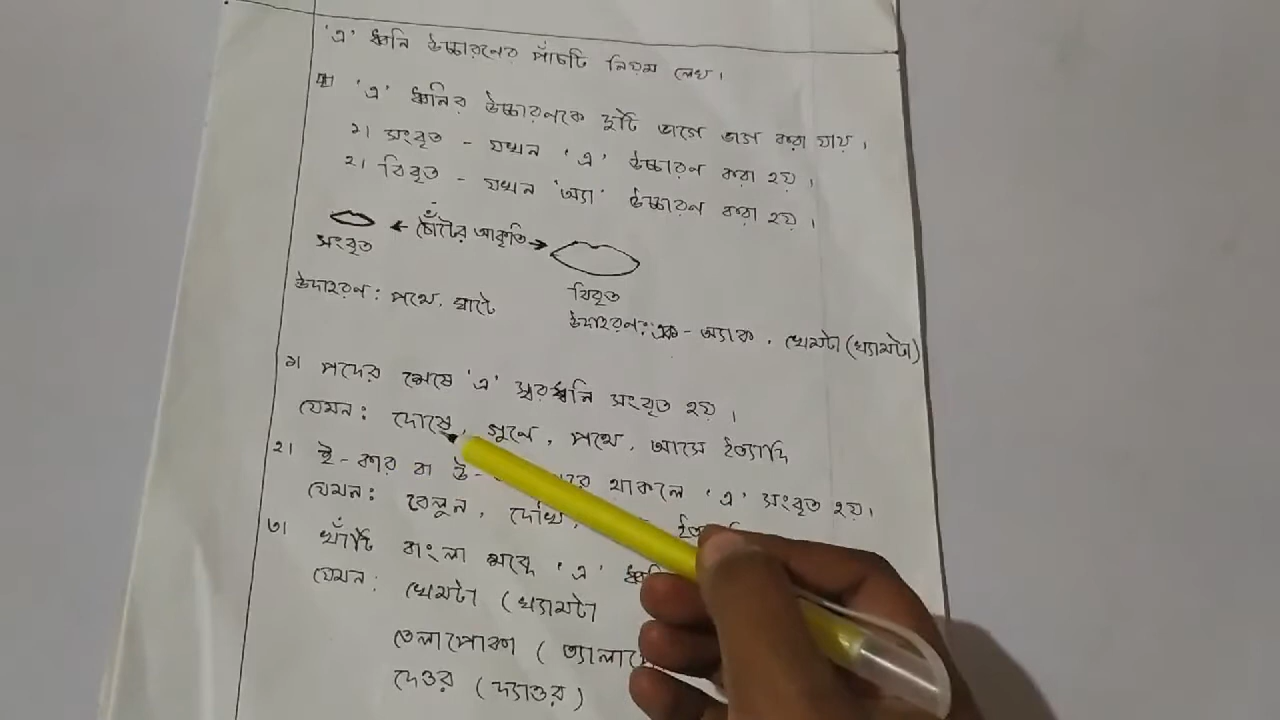 'এ' ধ্বনি উচ্চারনের পাঁচটি নিয়ম লেখ।
'এ' ধ্বনির উচ্চারণকে দুটি ভাগে ভাগ করা যায়।
১। সংবৃত - যখন 'এ' উচ্চারণ করা হয়।
২। বিবৃত - যখন 'অ্যা' উচ্চারণ করা হয়।
ঠোঁটের আকৃতি
সংবৃত
বিবৃত
উদাহরণ: পথে, ঘাটে
উদাহরণ: এক - অ্যাক, খেমটা (খ্যামটা)
১। পদের শেষে 'এ' স্বরধ্বনি সংবৃত হয়।
যেমন: দোষে, গুনে, পথে, আসে ইত্যাদি
২। ই-কার বা উ- পরে থাকলে 'এ' সংবৃত হয়।
যেমন: বেলুন, দেখি,
৩। খাঁটি বাংলা শব্দে 'এ'
যেমন: খেমটা (খ্যামটা
তেলাপোকা (
দেওর (দ্যাওর)